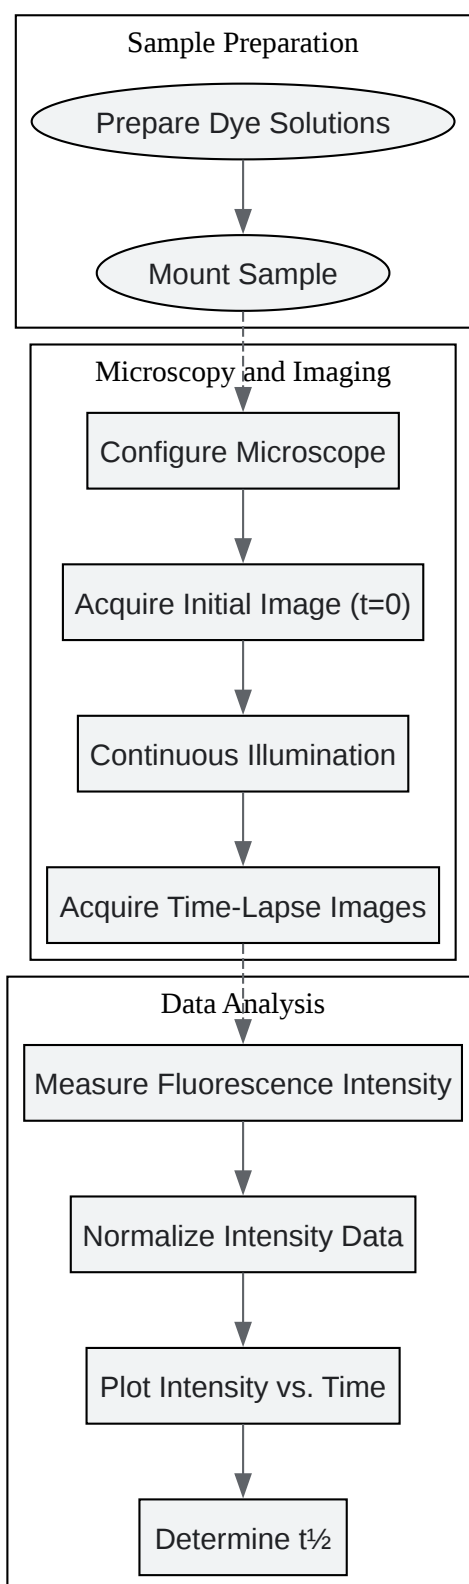 Sample Preparation
Prepare Dye Solutions
Mount Sample
Microscopy and Imaging
Configure Microscope
Acquire Initial Image (t=0)
Continuous Illumination
Acquire Time-Lapse Images
Data Analysis
Measure Fluorescence Intensity
Normalize Intensity Data
Plot Intensity vs. Time
Determine t½